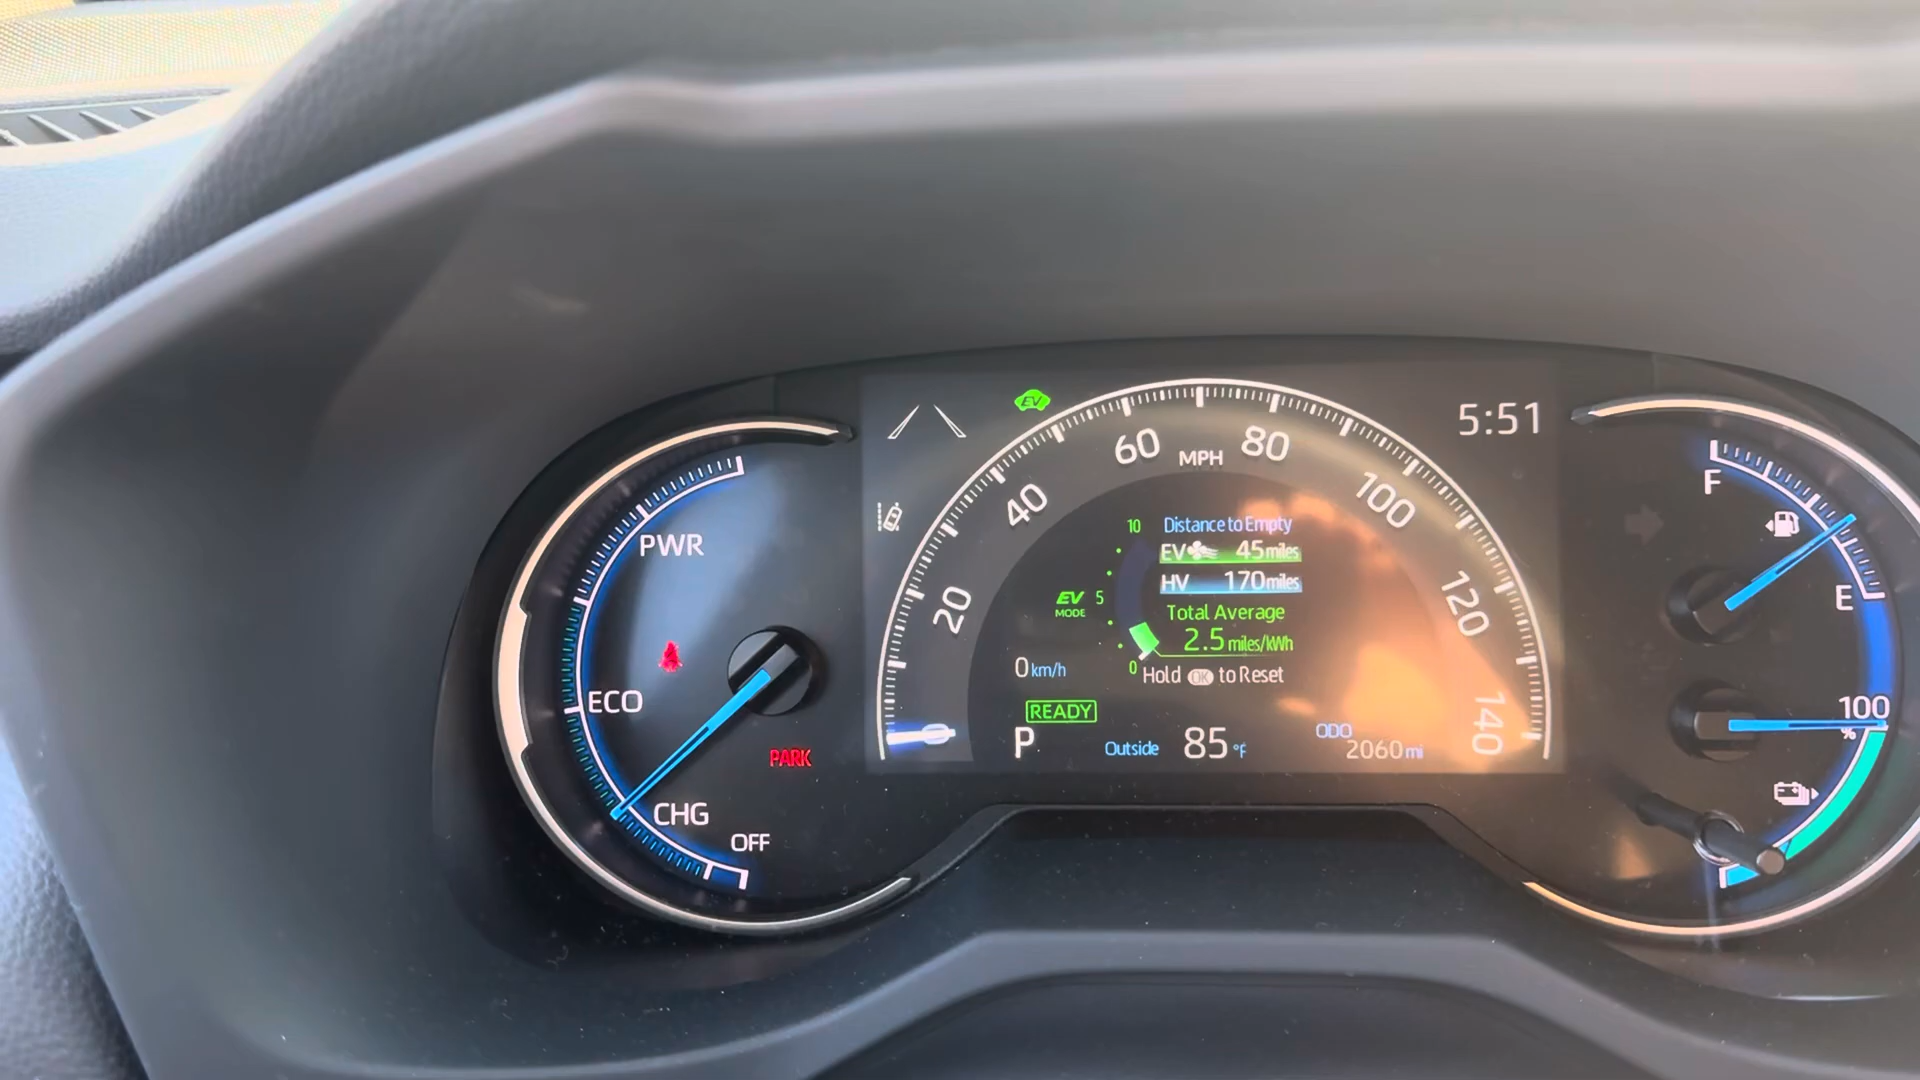 EV
5:51
60
MPH
80
F
PWR
40
100
10
Distance to Empty
EV 45 miles
HV 170 miles
EV
MODE
5
Total Average
2.5 miles/kWh
20
120
E
0 km/h
0
Hold OK to Reset
ECO
READY
140
100
%
PARK
P
Outside 85 °F
ODO
2060 mi
CHG
OFF